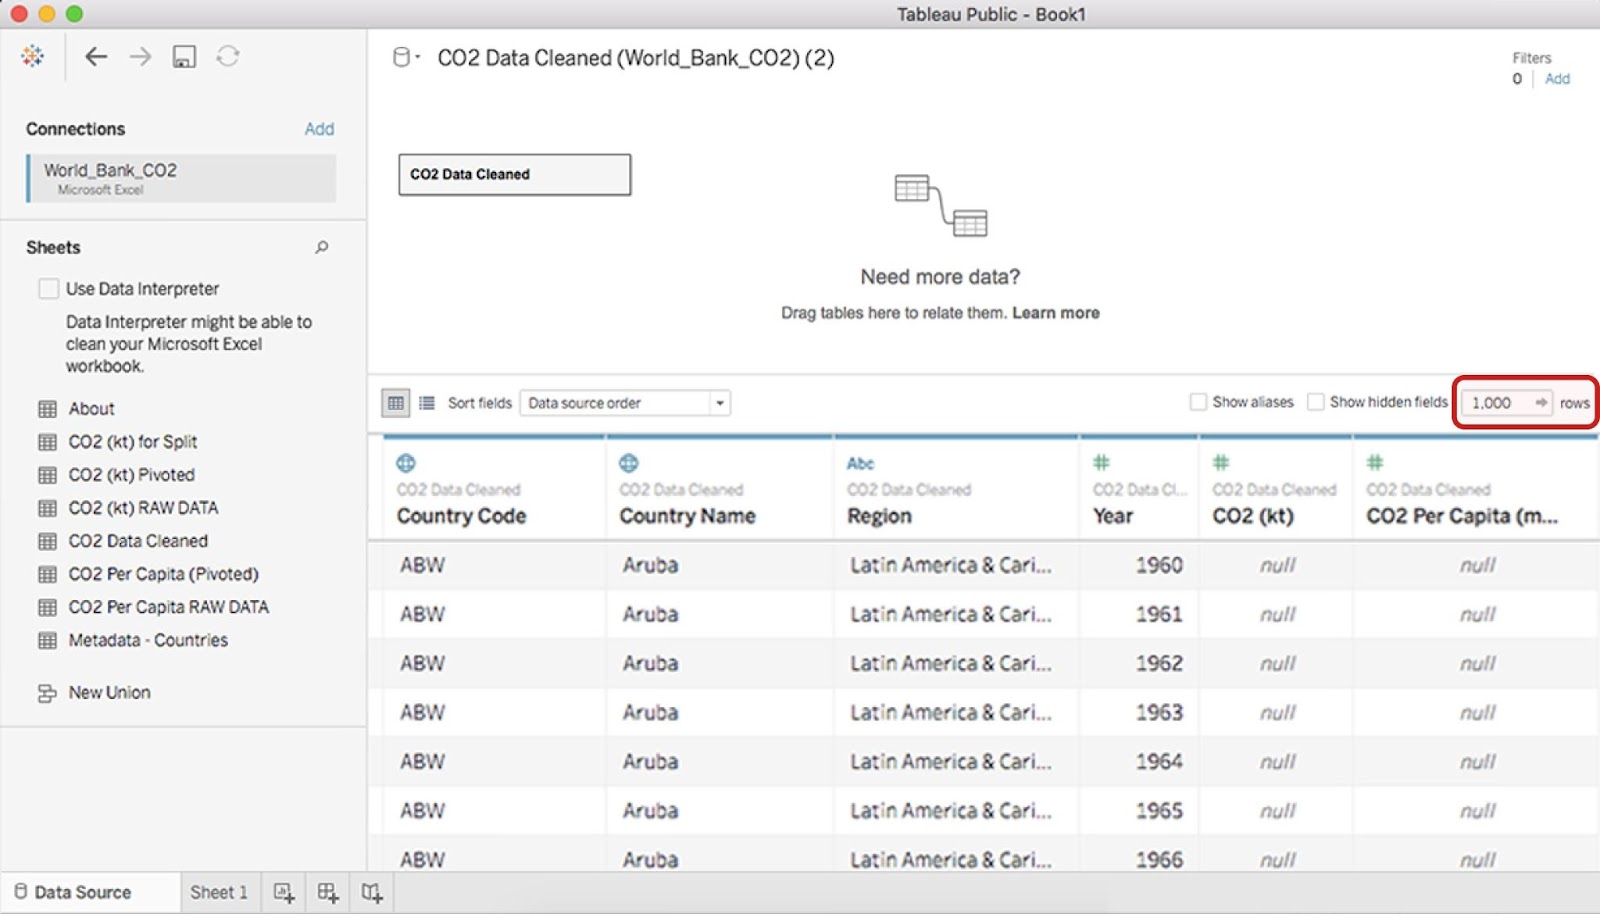 Tableau Public - Book1
CO2 Data Cleaned (World_Bank_CO2) (2)
Filters
0 Add
Connections Add
World_Bank_CO2
Microsoft Excel
CO2 Data Cleaned
Need more data?
Drag tables here to relate them. Learn more
Sheets
Use Data Interpreter
Data Interpreter might be able to
clean your Microsoft Excel
workbook.
About
CO2 (kt) for Split
CO2 (kt) Pivoted
CO2 (kt) RAW DATA
CO2 Data Cleaned
CO2 Per Capita (Pivoted)
CO2 Per Capita RAW DATA
Metadata - Countries
New Union
Sort fields Data source order Show aliases Show hidden fields 1,000 rows
# # Abc #
CO2 Data Cleaned CO2 Data Cleaned CO2 Data Cleaned CO2 Data Cl... CO2 Data Cleaned CO2 Data Cleaned
Country Code Country Name Region Year CO2 (kt) CO2 Per Capita (m...
ABW Aruba Latin America & Cari... 1960 null null
ABW Aruba Latin America & Cari... 1961 null null
ABW Aruba Latin America & Cari... 1962 null null
ABW Aruba Latin America & Cari... 1963 null null
ABW Aruba Latin America & Cari... 1964 null null
ABW Aruba Latin America & Cari... 1965 null null
ABW Aruba Latin America & Cari... 1966 null null
Data Source Sheet 1